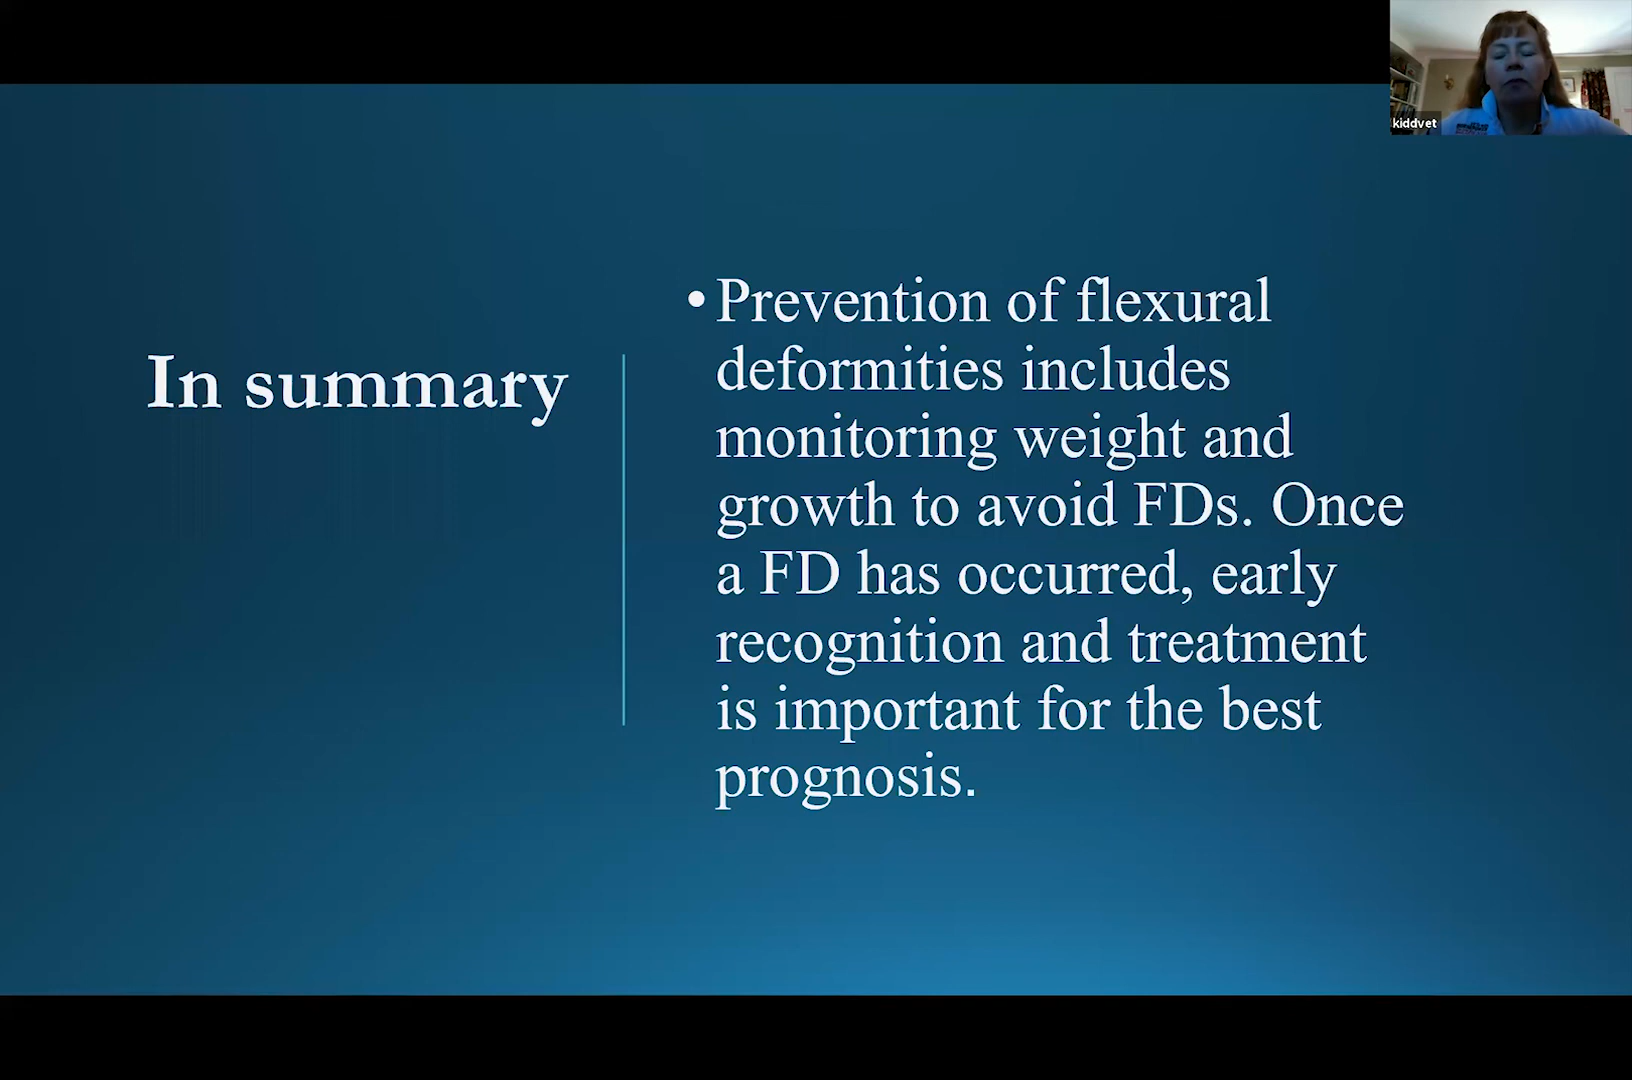 kiddvet
In summary
• Prevention of flexural
deformities includes
monitoring weight and
growth to avoid FDs. Once
a FD has occurred, early
recognition and treatment
is important for the best
prognosis.